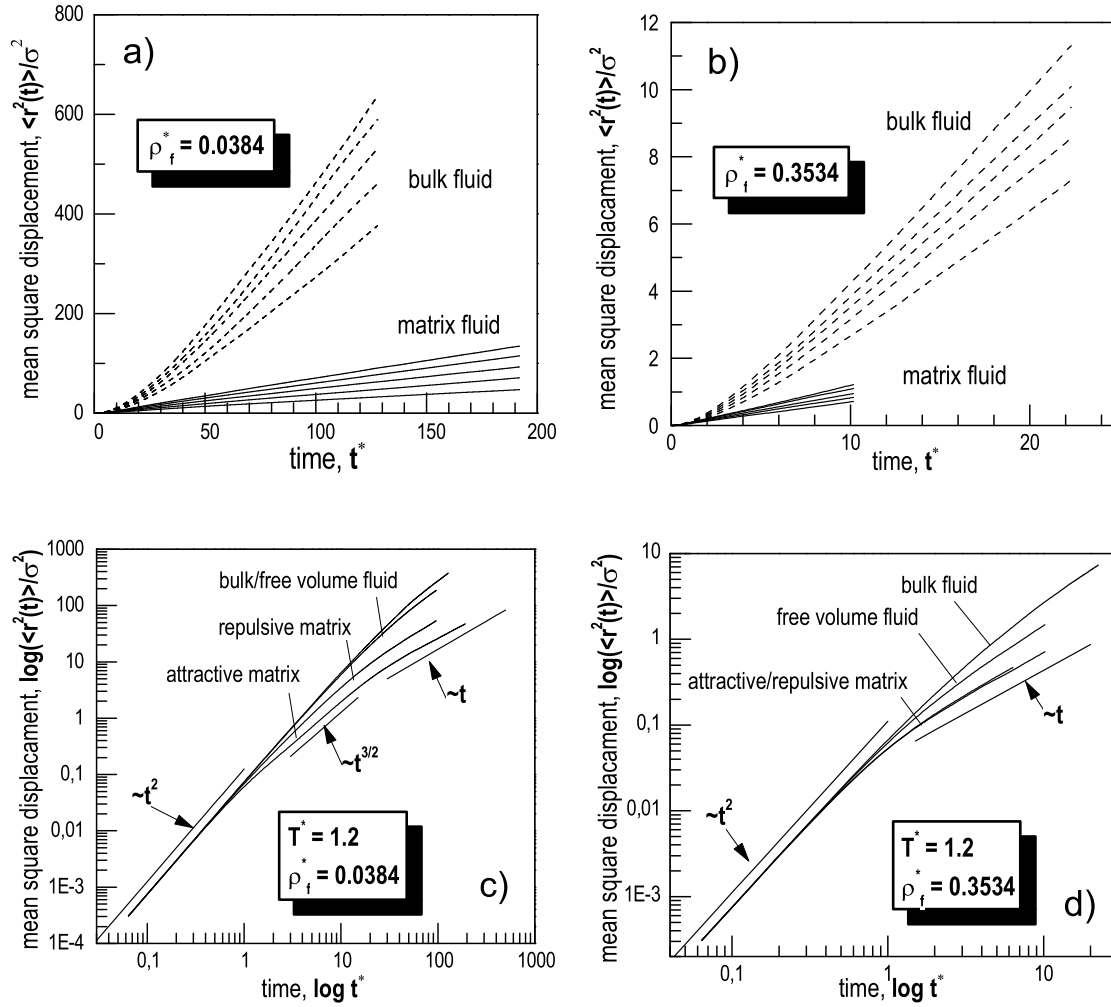 a)
mean square displacement, <r²(t)>/σ²
800
600
400
200
0
ρ*f = 0.0384
bulk fluid
matrix fluid
0 50 100 150 200
time, t*
b)
mean square displacament, <r²(t)>/σ²
12
10
8
6
4
2
0
ρ*f = 0.3534
bulk fluid
matrix fluid
0 10 20
time, t*
c)
mean square displacament, log(<r²(t)>/σ²)
1000
100
10
1
0,1
0,01
1E-3
1E-4
bulk/free volume fluid
repulsive matrix
attractive matrix
~t
~t3/2
~t²
T* = 1.2
ρ*f = 0.0384
0,1 1 10 100 1000
time, log t*
d)
mean square displacament, log(<r²(t)>/σ²)
10
1
0,1
0,01
1E-3
bulk fluid
free volume fluid
attractive/repulsive matrix
~t
~t²
T* = 1.2
ρ*f = 0.3534
0,1 1 10
time, log t*